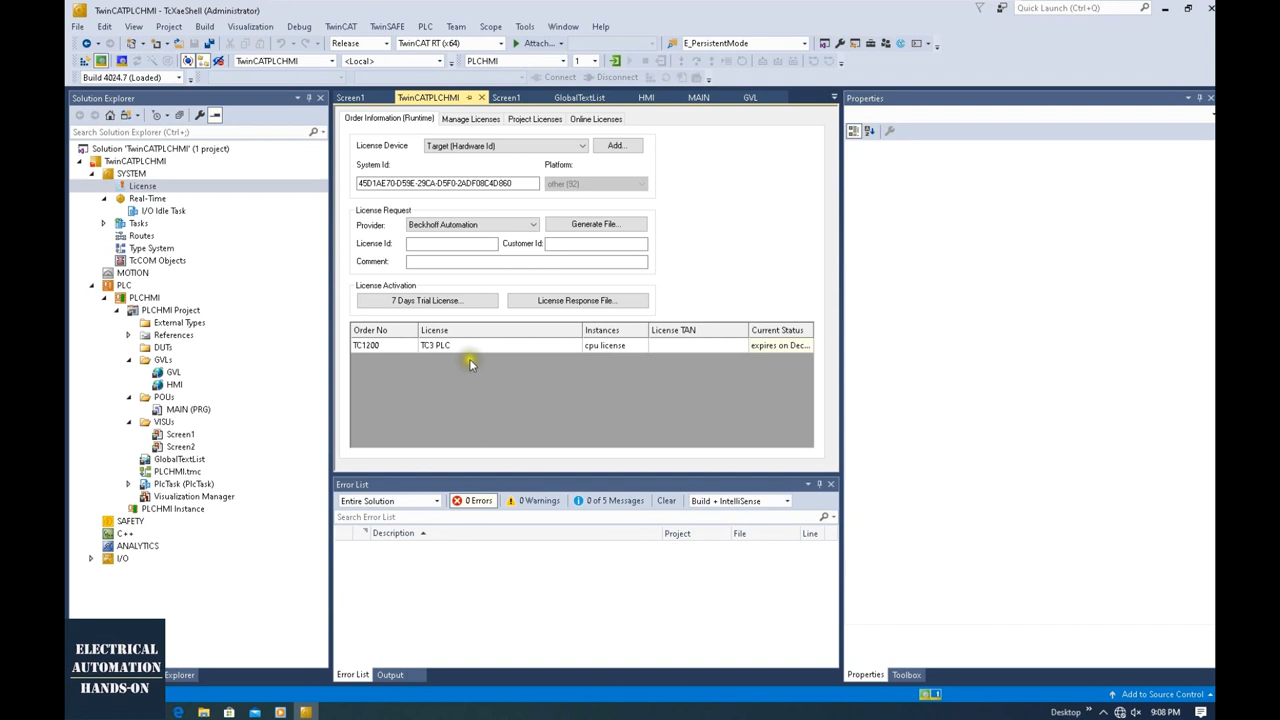 TwinCATPLCHMI - TcXaeShell (Administrator)
Quick Launch (Ctrl+Q)
File Edit View Project Build Visualization Debug TwinCAT TwinSAFE PLC Team Scope Tools Window Help
Release TwinCAT RT (x64) Attach... E_PersistentMode
TwinCATPLCHMI <Local> PLCHMI 1
Build 4024.7 (Loaded) Connect Disconnect
Solution Explorer
Search Solution Explorer (Ctrl+;)
Solution 'TwinCATPLCHMI' (1 project)
TwinCATPLCHMI
SYSTEM
License
Real-Time
I/O Idle Task
Tasks
Routes
Type System
TcCOM Objects
MOTION
PLC
PLCHMI
PLCHMI Project
External Types
References
DUTs
GVLs
GVL
HMI
POUs
MAIN (PRG)
VISUs
Screen1
Screen2
GlobalTextList
PLCHMI.tmc
PlcTask (PlcTask)
Visualization Manager
PLCHMI Instance
SAFETY
C++
ANALYTICS
I/O
Explorer
ELECTRICAL
AUTOMATION
HANDS-ON
Screen1 TwinCATPLCHMI Screen1 GlobalTextList HMI MAIN GVL
Order Information (Runtime) Manage Licenses Project Licenses Online Licenses
License Device Target (Hardware Id) Add...
System Id: Platform:
45D1AE70-D59E-29CA-D5F0-2ADF08C4D860 other (92)
License Request
Provider: Beckhoff Automation Generate File...
License Id: Customer Id:
Comment:
License Activation
7 Days Trial License... License Response File...
Order No License Instances License TAN Current Status
TC1200 TC3 PLC cpu license expires on Dec...
Error List
Entire Solution 0 Errors 0 Warnings 0 of 5 Messages Clear Build + IntelliSense
Search Error List
Description Project File Line
Error List Output
Properties
Properties Toolbox
Add to Source Control
Desktop 9:08 PM